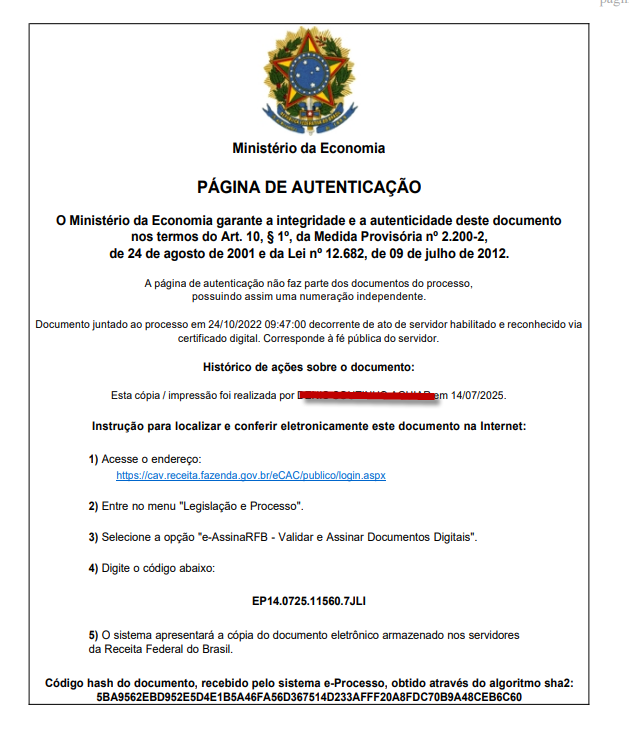 Ministério da Economia
PÁGINA DE AUTENTICAÇÃO
O Ministério da Economia garante a integridade e a autenticidade deste documento
nos termos do Art. 10, § 1º, da Medida Provisória nº 2.200-2,
de 24 de agosto de 2001 e da Lei nº 12.682, de 09 de julho de 2012.
A página de autenticação não faz parte dos documentos do processo,
possuindo assim uma numeração independente.
Documento juntado ao processo em 24/10/2022 09:47:00 decorrente de ato de servidor habilitado e reconhecido via
certificado digital. Corresponde à fé pública do servidor.
Histórico de ações sobre o documento:
Esta cópia / impressão foi realizada por em 14/07/2025.
Instrução para localizar e conferir eletronicamente este documento na Internet:
1) Acesse o endereço:
https://cav.receita.fazenda.gov.br/eCAC/publico/login.aspx
2) Entre no menu "Legislação e Processo".
3) Selecione a opção "e-AssinaRFB - Validar e Assinar Documentos Digitais".
4) Digite o código abaixo:
EP14.0725.11560.7JLI
5) O sistema apresentará a cópia do documento eletrônico armazenado nos servidores
da Receita Federal do Brasil.
Código hash do documento, recebido pelo sistema e-Processo, obtido através do algoritmo sha2:
5BA9562EBD952E5D4E1B5A46FA56D367514D233AFFF20A8FDC70B9A48CEB6C60